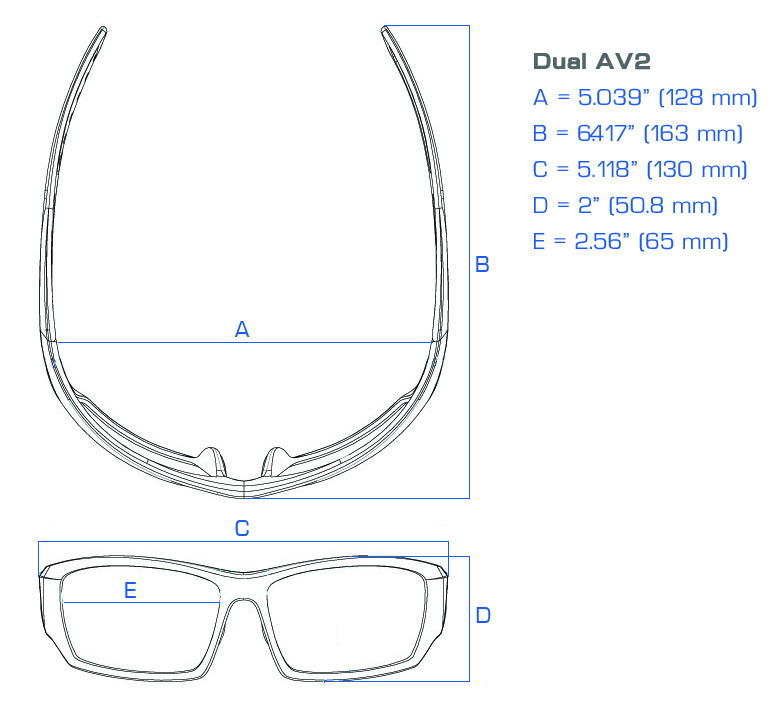 Dual AV2
A = 5.039” (128 mm)
B = 6.417” (163 mm)
C = 5.118” (130 mm)
D = 2” (50.8 mm)
E = 2.56” (65 mm)
B
A
C
E
D